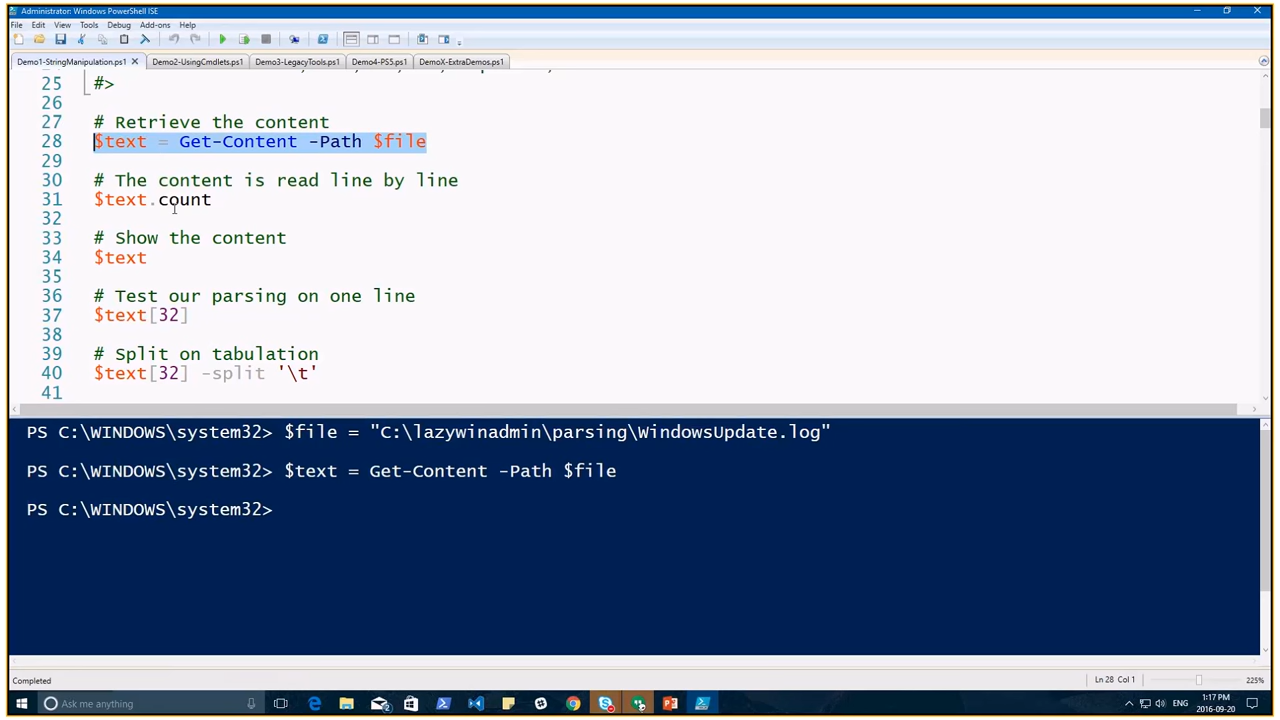 Administrator: Windows PowerShell ISE
File Edit View Tools Debug Add-ons Help
Demo1-StringManipulation.ps1 Demo2-UsingCmdlets.ps1 Demo3-LegacyTools.ps1 Demo4-PS5.ps1 DemoX-ExtraDemos.ps1
25 #>
26
27 # Retrieve the content
28 $text = Get-Content -Path $file
29
30 # The content is read line by line
31 $text.count
32
33 # Show the content
34 $text
35
36 # Test our parsing on one line
37 $text[32]
38
39 # Split on tabulation
40 $text[32] -split '\t'
41
PS C:\WINDOWS\system32> $file = "C:\lazywinadmin\parsing\WindowsUpdate.log"
PS C:\WINDOWS\system32> $text = Get-Content -Path $file
PS C:\WINDOWS\system32>
Completed Ln 28 Col 1 225%
Ask me anything ENG 1:17 PM
2016-09-20